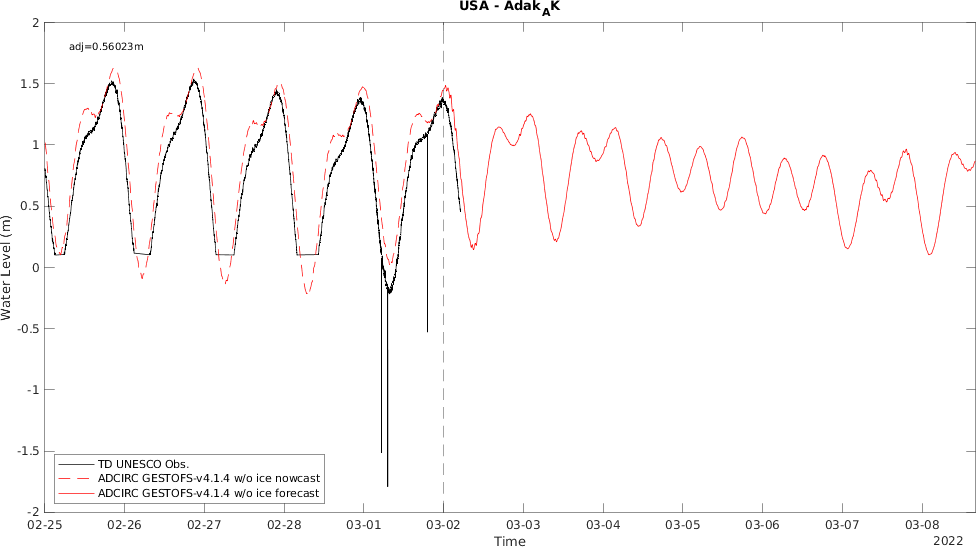 USA - Adak_AK
adj=0.56023m
2
1.5
1
0.5
0
-0.5
-1
-1.5
-2
Water Level (m)
TD UNESCO Obs.
ADCIRC GESTOFS-v4.1.4 w/o ice nowcast
ADCIRC GESTOFS-v4.1.4 w/o ice forecast
02-25 02-26 02-27 02-28 03-01 03-02 03-03 03-04 03-05 03-06 03-07 03-08
Time
2022